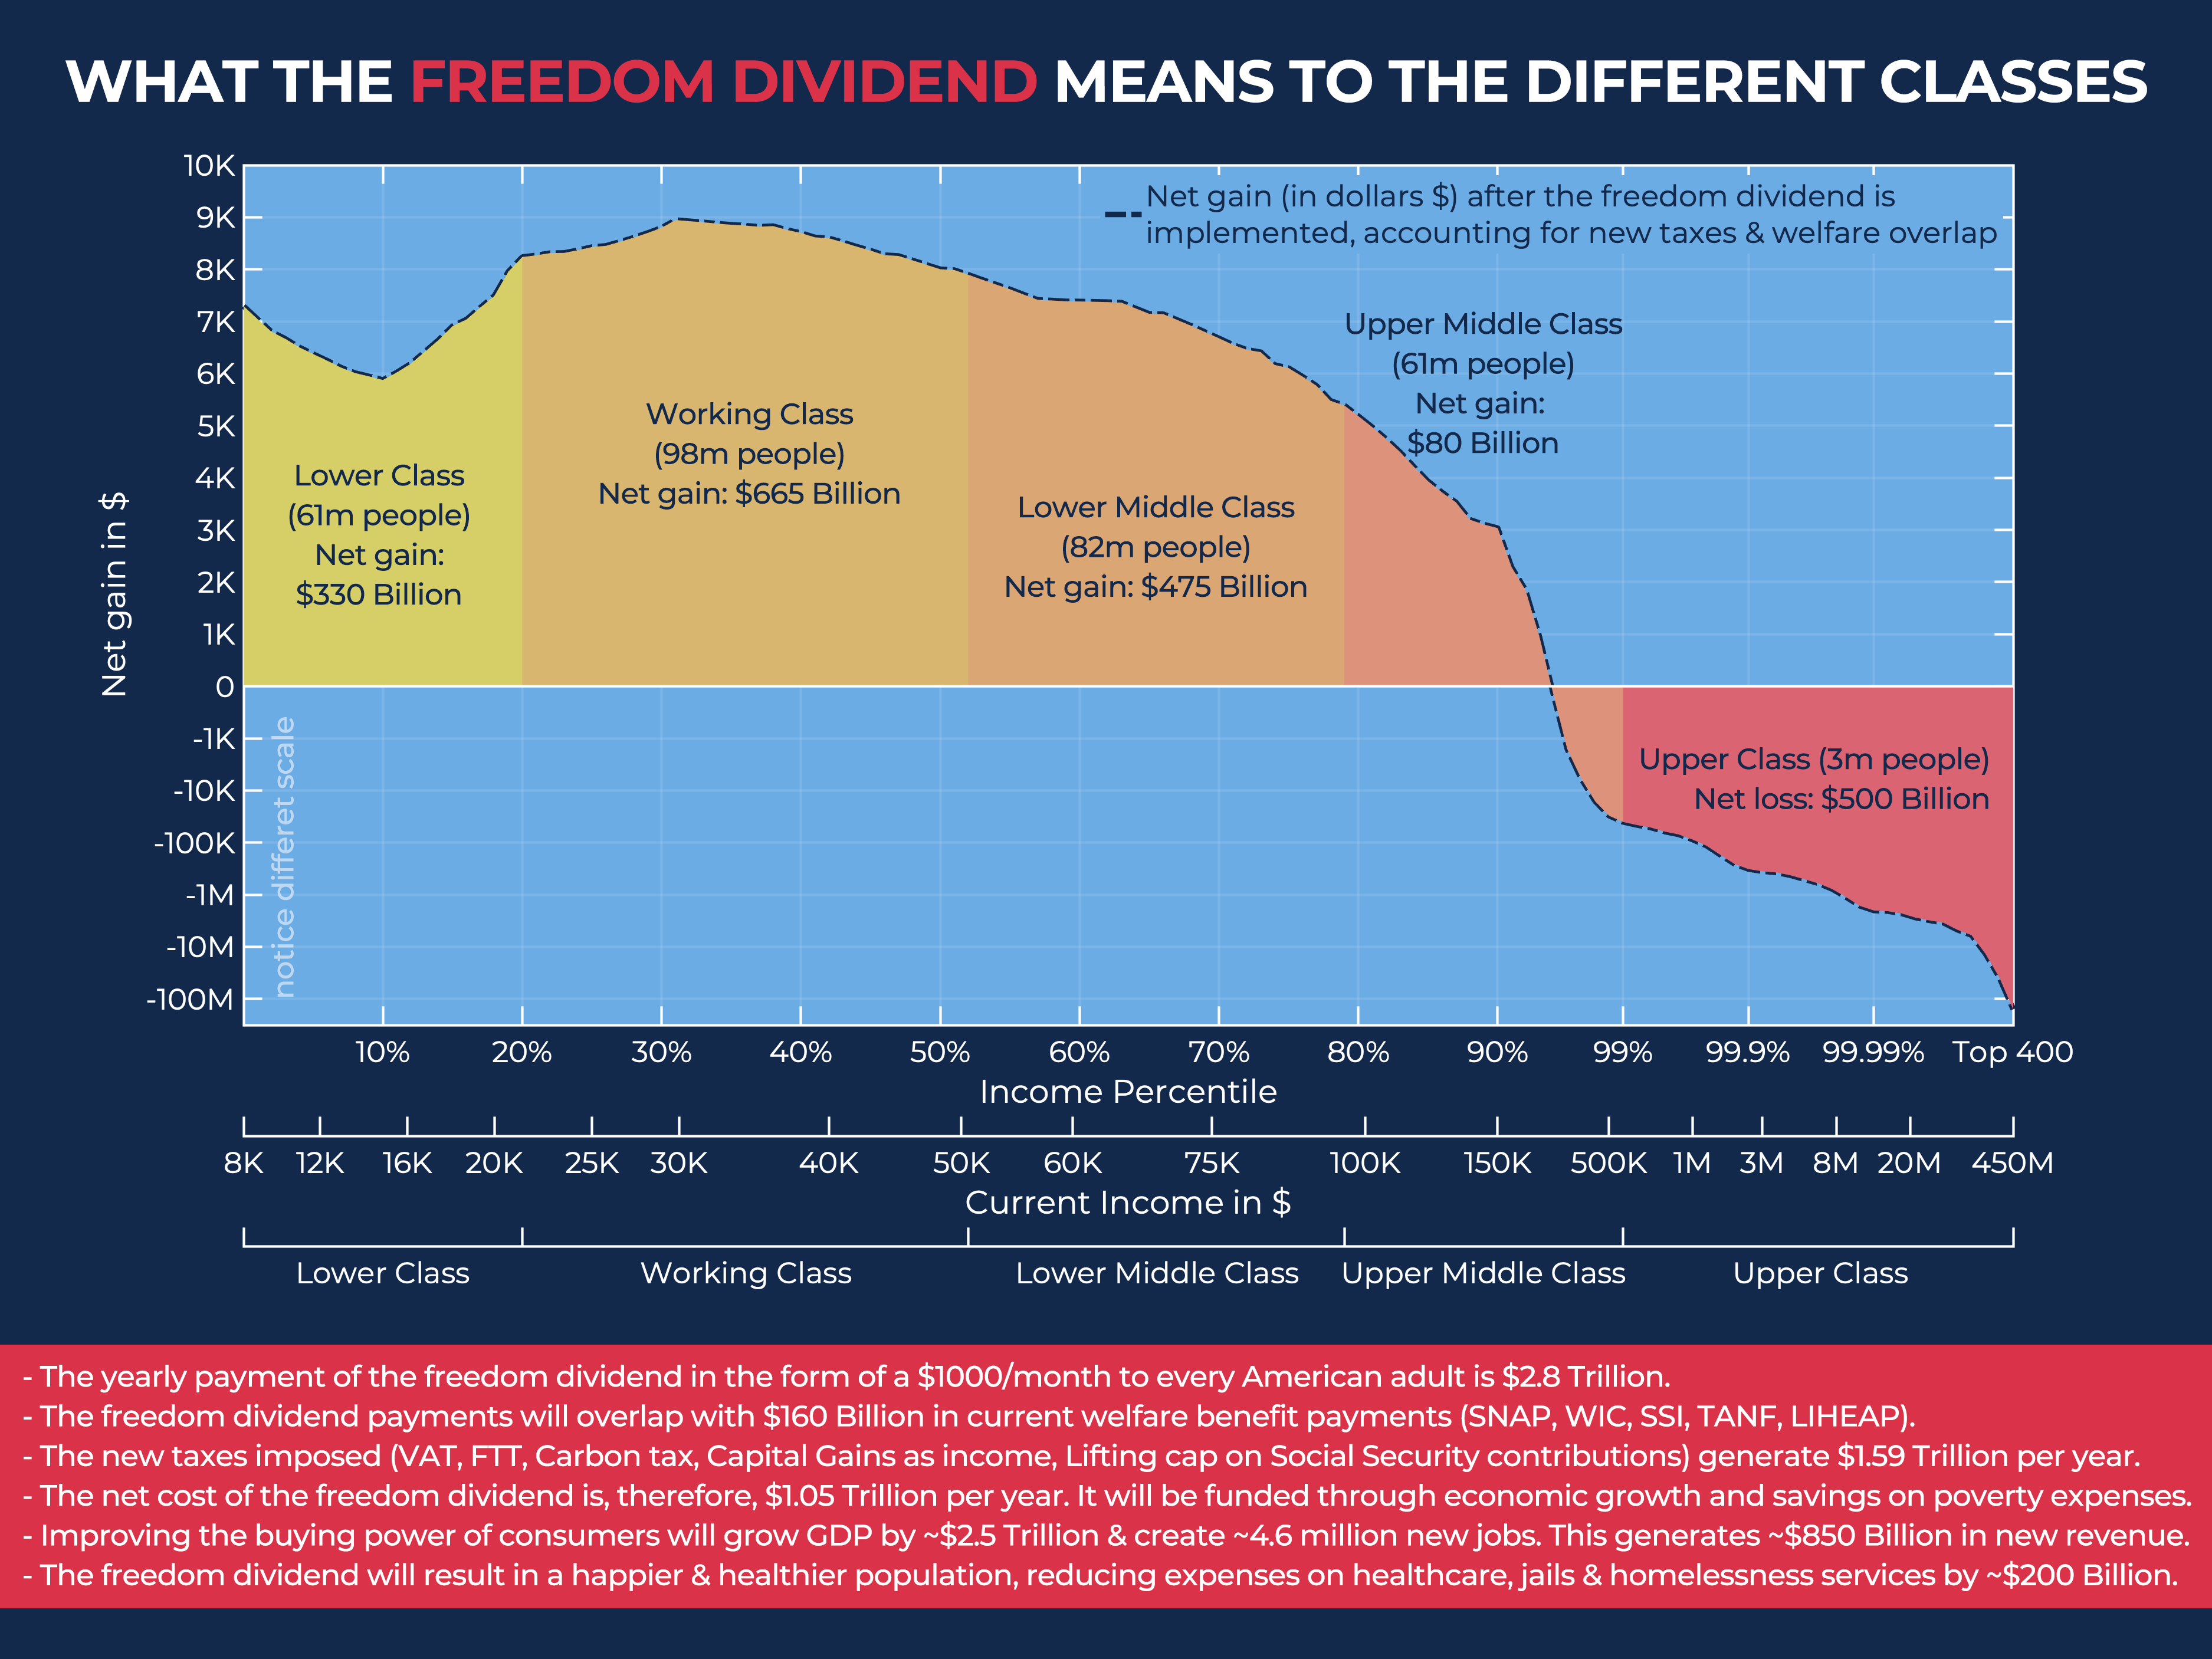 WHAT THE FREEDOM DIVIDEND MEANS TO THE DIFFERENT CLASSES
Net gain (in dollars $) after the freedom dividend is
implemented, accounting for new taxes & welfare overlap
Net gain in $
10K
9K
8K
7K
6K
5K
4K
3K
2K
1K
0
-1K
-10K
-100K
-1M
-10M
-100M
notice differet scale
Lower Class
(61m people)
Net gain:
$330 Billion
Working Class
(98m people)
Net gain: $665 Billion
Lower Middle Class
(82m people)
Net gain: $475 Billion
Upper Middle Class
(61m people)
Net gain:
$80 Billion
Upper Class (3m people)
Net loss: $500 Billion
10% 20% 30% 40% 50% 60% 70% 80% 90% 99% 99.9% 99.99% Top 400
Income Percentile
8K 12K 16K 20K 25K 30K 40K 50K 60K 75K 100K 150K 500K 1M 3M 8M 20M 450M
Current Income in $
Lower Class Working Class Lower Middle Class Upper Middle Class Upper Class
- The yearly payment of the freedom dividend in the form of a $1000/month to every American adult is $2.8 Trillion.
- The freedom dividend payments will overlap with $160 Billion in current welfare benefit payments (SNAP, WIC, SSI, TANF, LIHEAP).
- The new taxes imposed (VAT, FTT, Carbon tax, Capital Gains as income, Lifting cap on Social Security contributions) generate $1.59 Trillion per year.
- The net cost of the freedom dividend is, therefore, $1.05 Trillion per year. It will be funded through economic growth and savings on poverty expenses.
- Improving the buying power of consumers will grow GDP by ~$2.5 Trillion & create ~4.6 million new jobs. This generates ~$850 Billion in new revenue.
- The freedom dividend will result in a happier & healthier population, reducing expenses on healthcare, jails & homelessness services by ~$200 Billion.